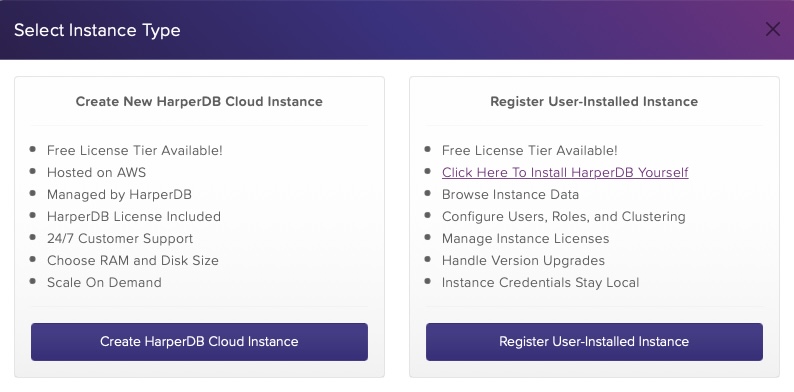 Select Instance Type
Create New HarperDB Cloud Instance
Free License Tier Available!
Hosted on AWS
Managed by HarperDB
HarperDB License Included
24/7 Customer Support
Choose RAM and Disk Size
Scale On Demand
Create HarperDB Cloud Instance
Register User-Installed Instance
Free License Tier Available!
Click Here To Install HarperDB Yourself
Browse Instance Data
Configure Users, Roles, and Clustering
Manage Instance Licenses
Handle Version Upgrades
Instance Credentials Stay Local
Register User-Installed Instance